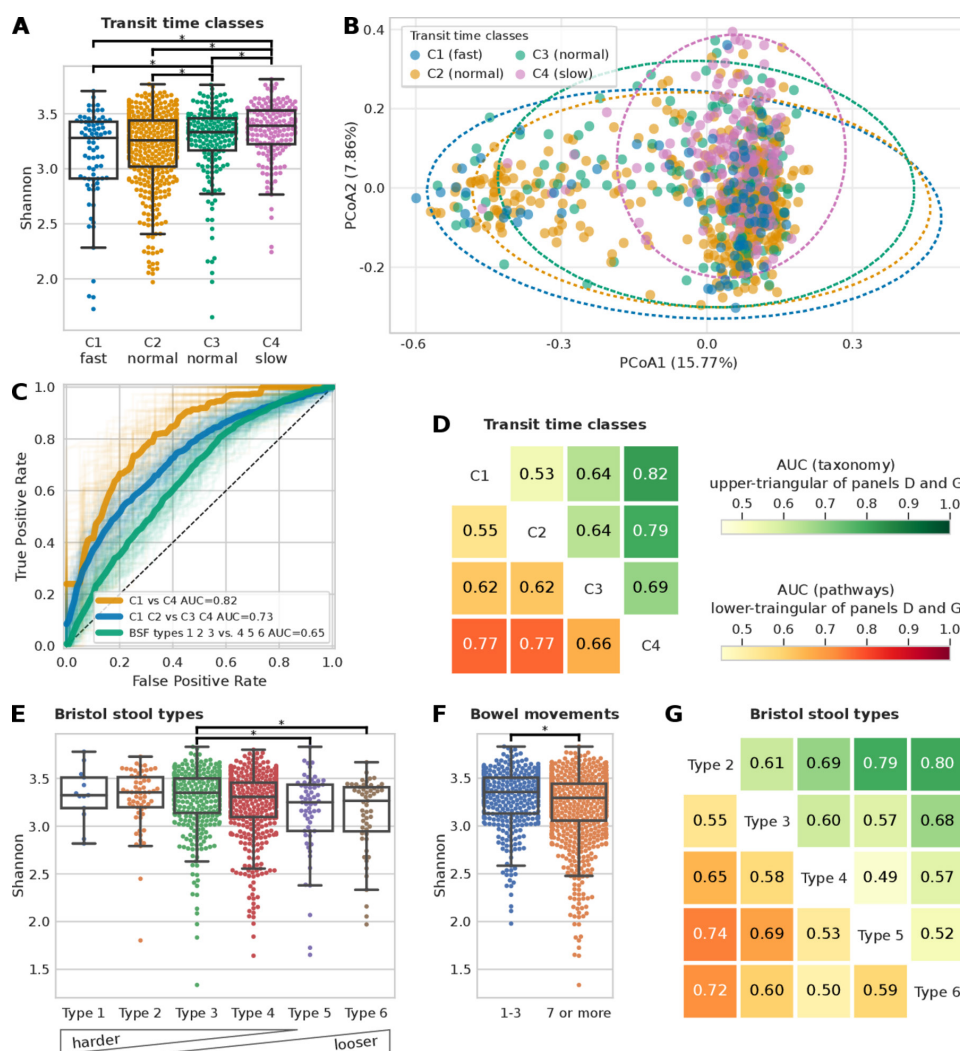 A
Transit time classes
*
*
*
*
*
Shannon
3.5
3.0
2.5
2.0
C1 C2 C3 C4
fast normal normal slow
B
Transit time classes
C1 (fast) C3 (normal)
C2 (normal) C4 (slow)
PCoA2 (7.86%)
0.4
0.2
0.0
-0.2
-0.6 -0.3 0.0 0.3
PCoA1 (15.77%)
C
True Positive Rate
1.0
0.8
0.6
0.4
0.2
0.0
C1 vs C4 AUC=0.82
C1 C2 vs C3 C4 AUC=0.73
BSF types 1 2 3 vs. 4 5 6 AUC=0.65
0.0 0.2 0.4 0.6 0.8 1.0
False Positive Rate
D
Transit time classes
C1 0.53 0.64 0.82
0.55 C2 0.64 0.79
0.62 0.62 C3 0.69
0.77 0.77 0.66 C4
AUC (taxonomy)
upper-triangular of panels D and G
0.5 0.6 0.7 0.8 0.9 1.0
AUC (pathways)
lower-traingular of panels D and G
0.5 0.6 0.7 0.8 0.9 1.0
E
Bristol stool types
*
*
Shannon
3.5
3.0
2.5
2.0
1.5
Type 1 Type 2 Type 3 Type 4 Type 5 Type 6
harder looser
F
Bowel movements
*
Shannon
3.5
3.0
2.5
2.0
1.5
1-3 7 or more
G
Bristol stool types
Type 2 0.61 0.69 0.79 0.80
0.55 Type 3 0.60 0.57 0.68
0.65 0.58 Type 4 0.49 0.57
0.74 0.69 0.53 Type 5 0.52
0.72 0.60 0.50 0.59 Type 6